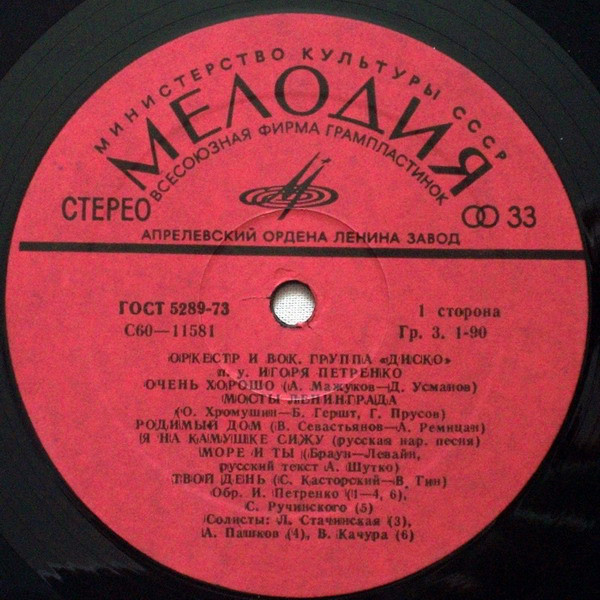 МИНИСТЕРСТВО КУЛЬТУРЫ СССР
МЕЛОДИЯ
ВСЕСОЮЗНАЯ ФИРМА ГРАМПЛАСТИНОК
СТЕРЕО 33
АПРЕЛЕВСКИЙ ОРДЕНА ЛЕНИНА ЗАВОД
ГОСТ 5289-73 1 сторона
С60—11581 Гр. 3. 1-90
ОРКЕСТР И ВОК. ГРУППА «ДИСКО»
п. у. ИГОРЯ ПЕТРЕНКО
ОЧЕНЬ ХОРОШО (А. Мажуков—Д. Усманов)
МОСТЫ ЛЕНИНГРАДА
(Ю. Хромушин—Б. Гершт, Г. Прусов)
РОДИМЫЙ ДОМ (В. Севастьянов—А. Ремицан)
Я НА КАМУШКЕ СИЖУ (русская нар. песня)
МОРЕ И ТЫ (Браун—Левайн,
русский текст А. Шутко)
ТВОЙ ДЕНЬ (С. Касторский—В. Гин)
Обр. И. Петренко (1—4, 6),
С. Ручинского (5)
Солисты: Л. Стачинская (3),
А. Пашков (4), В. Качура (6)